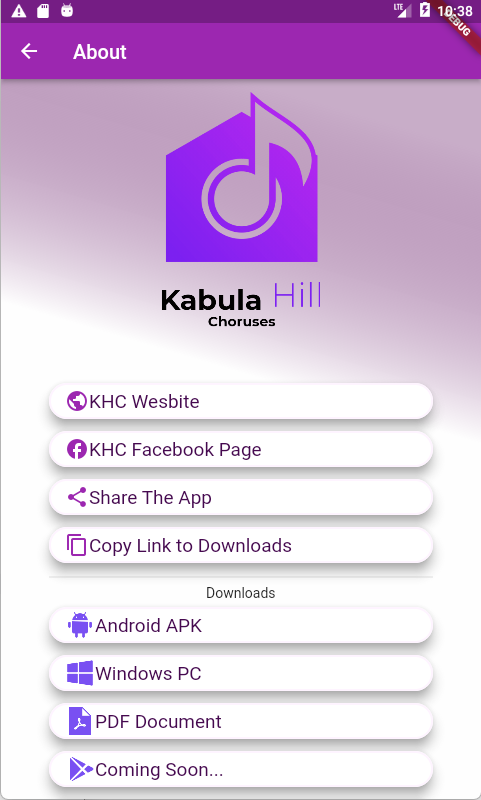 LTE 10:38
DEBUG
About
Kabula Hill
Choruses
KHC Wesbite
KHC Facebook Page
Share The App
Copy Link to Downloads
Downloads
Android APK
Windows PC
PDF Document
Coming Soon...